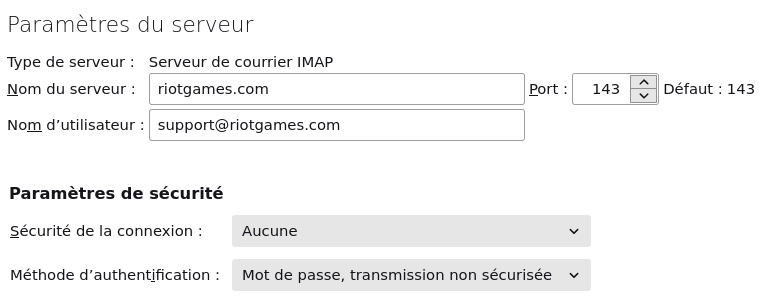 Paramètres du serveur
Type de serveur : Serveur de courrier IMAP
Nom du serveur : riotgames.com Port : 143 Défaut : 143
Nom d’utilisateur : support@riotgames.com
Paramètres de sécurité
Sécurité de la connexion : Aucune
Méthode d’authentification : Mot de passe, transmission non sécurisée